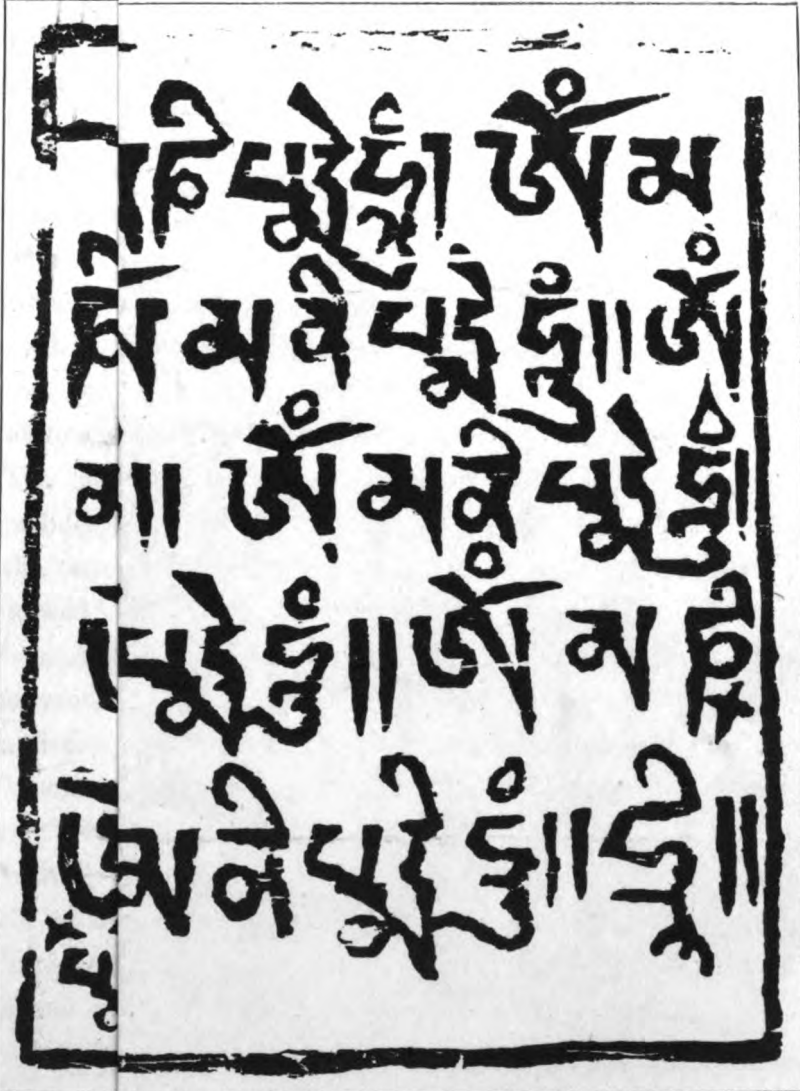 ཎི པདྨེ ཧཱུྃ། ཨོཾ མ
མ ནི པདྨེ ཧཱུྃ༎ ཨོཾ
མ༎ ཨོཾ མ ནི པདྨེ ཧཱུྃ།
པདྨེ ཧཱུྃ༎ ཨོཾ མ ཎི
མ ནི པདྨེ ཧཱུྃ༎ ཧྲཱི༎